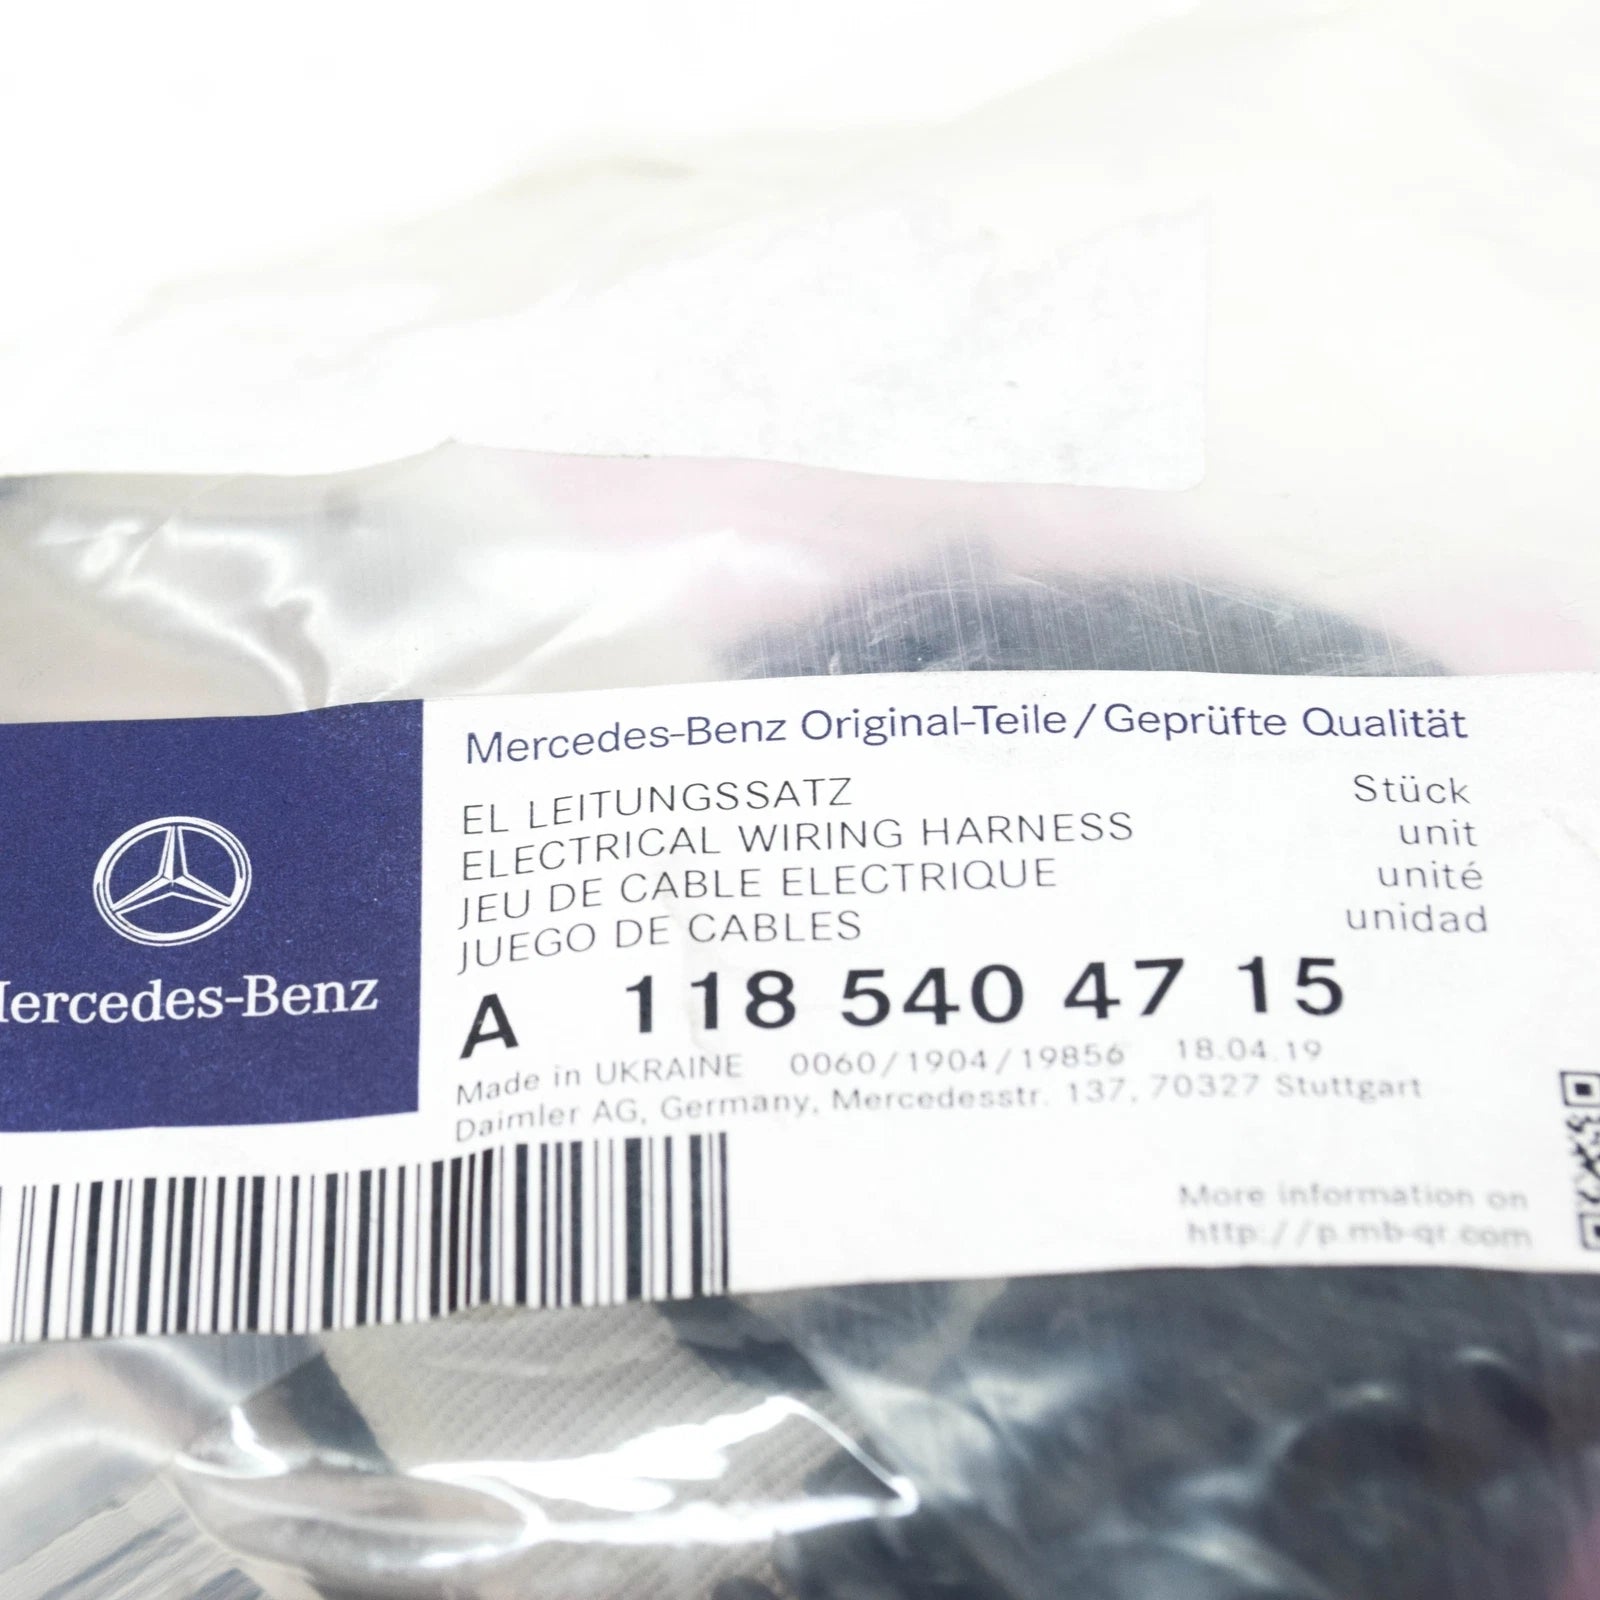 Mercedes-Benz Original-Teile/Geprüfte Qualität
EL LEITUNGSSATZ Stück
ELECTRICAL WIRING HARNESS unit
JEU DE CABLE ELECTRIQUE unité
JUEGO DE CABLES unidad
Mercedes-Benz
A 118 540 47 15
Made in UKRAINE 0060/1904/19856 18.04.19
Daimler AG, Germany, Mercedesstr. 137, 70327 Stuttgart
More information on
http://p.mb-qr.com